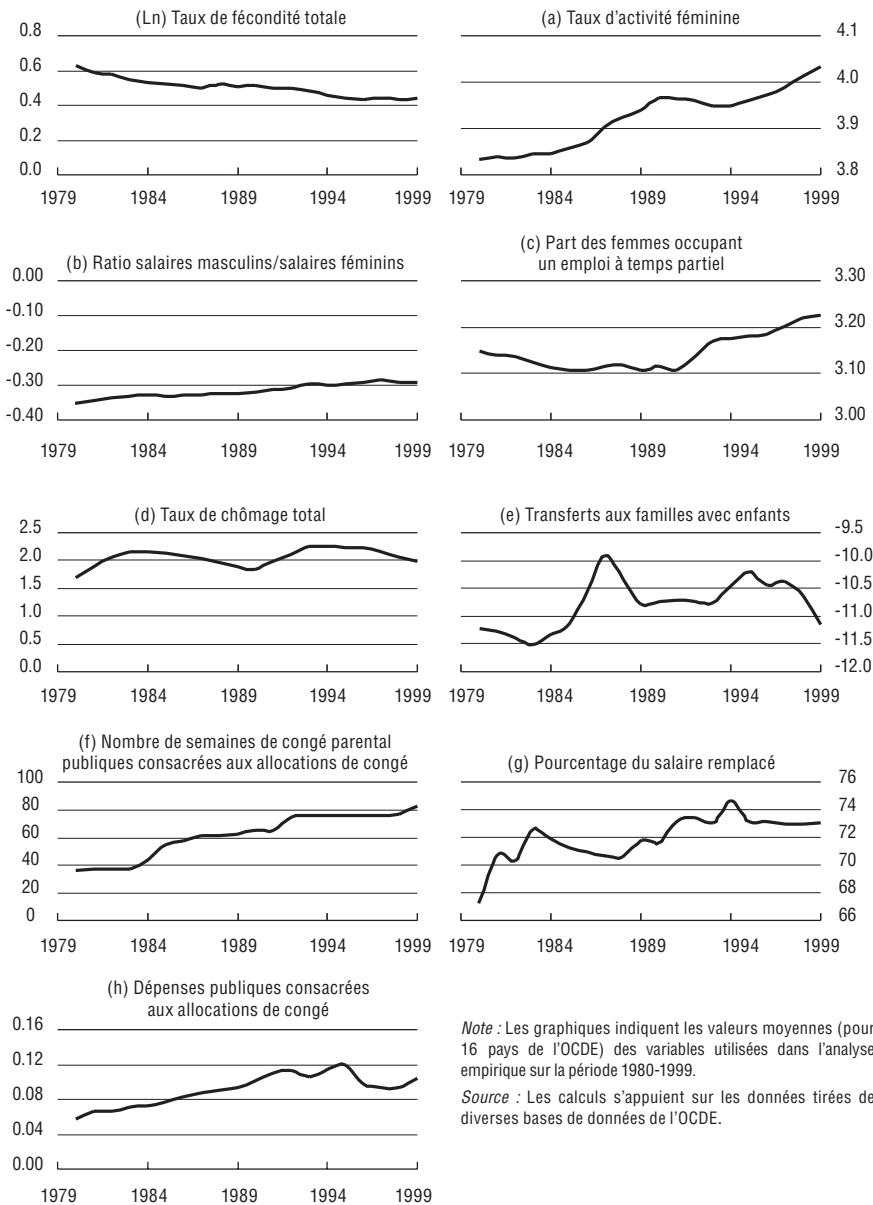 (Ln) Taux de fécondité totale
0.8
0.6
0.4
0.2
0.0
1979 1984 1989 1994 1999
(a) Taux d'activité féminine
4.1
4.0
3.9
3.8
1979 1984 1989 1994 1999
(b) Ratio salaires masculins/salaires féminins
0.00
-0.10
-0.20
-0.30
-0.40
1979 1984 1989 1994 1999
(c) Part des femmes occupant
un emploi à temps partiel
3.30
3.20
3.10
3.00
1979 1984 1989 1994 1999
(d) Taux de chômage total
2.5
2.0
1.5
1.0
0.5
0.0
1979 1984 1989 1994 1999
(e) Transferts aux familles avec enfants
-9.5
-10.0
-10.5
-11.0
-11.5
-12.0
1979 1984 1989 1994 1999
(f) Nombre de semaines de congé parental
publiques consacrées aux allocations de congé
100
80
60
40
20
0
1979 1984 1989 1994 1999
(g) Pourcentage du salaire remplacé
76
74
72
70
68
66
1979 1984 1989 1994 1999
(h) Dépenses publiques consacrées
aux allocations de congé
0.16
0.12
0.08
0.04
0.00
1979 1984 1989 1994 1999
Note : Les graphiques indiquent les valeurs moyennes (pour
16 pays de l'OCDE) des variables utilisées dans l'analyse
empirique sur la période 1980-1999.
Source : Les calculs s'appuient sur les données tirées de
diverses bases de données de l'OCDE.